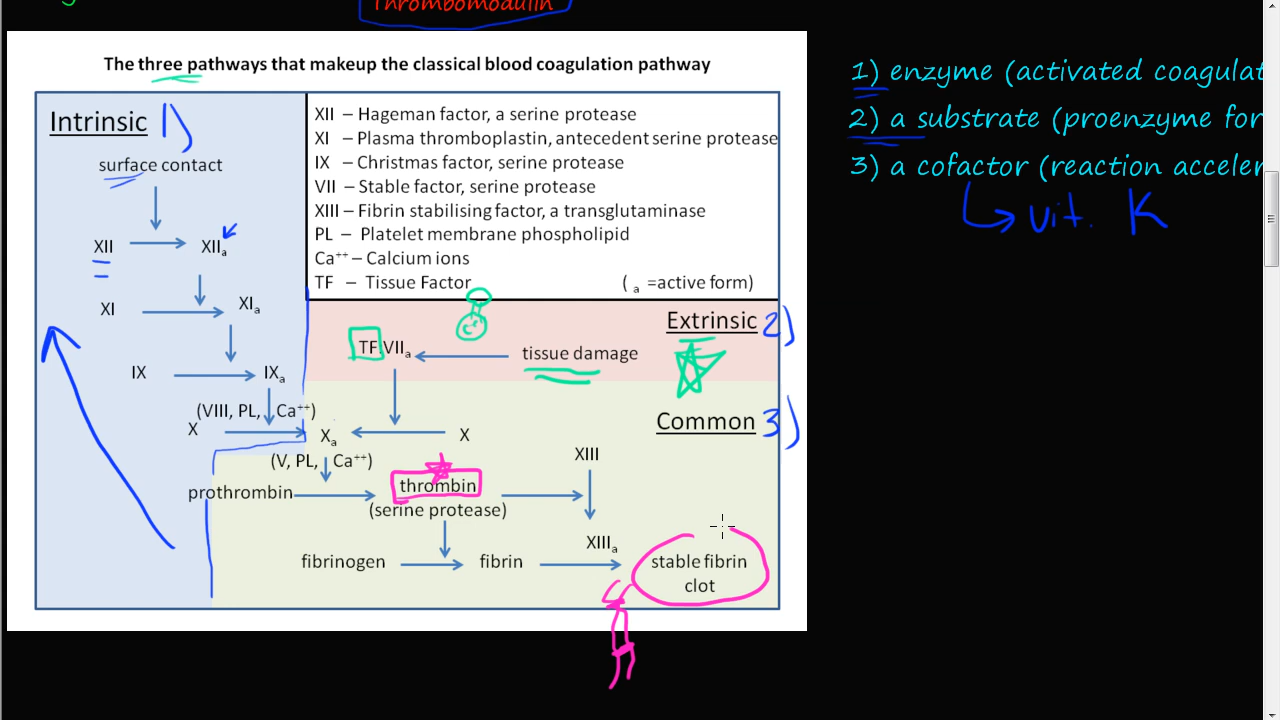 Thrombomodulin
The three pathways that makeup the classical blood coagulation pathway
Intrinsic 1)
surface contact
XII XIIa
XI XIa
IX IXa
(VIII, PL, Ca++)
X
XII – Hageman factor, a serine protease
XI – Plasma thromboplastin, antecedent serine protease
IX – Christmas factor, serine protease
VII – Stable factor, serine protease
XIII – Fibrin stabilising factor, a transglutaminase
PL – Platelet membrane phospholipid
Ca++ – Calcium ions
TF – Tissue Factor ( a =active form)
Extrinsic 2)
TF:VIIa tissue damage
Common 3)
Xa X
(V, PL, Ca++) XIII
prothrombin thrombin
(serine protease)
XIIIa
fibrinogen fibrin stable fibrin
clot
1) enzyme (activated coagulat
2) a substrate (proenzyme for
3) a cofactor (reaction acceler
vit. K